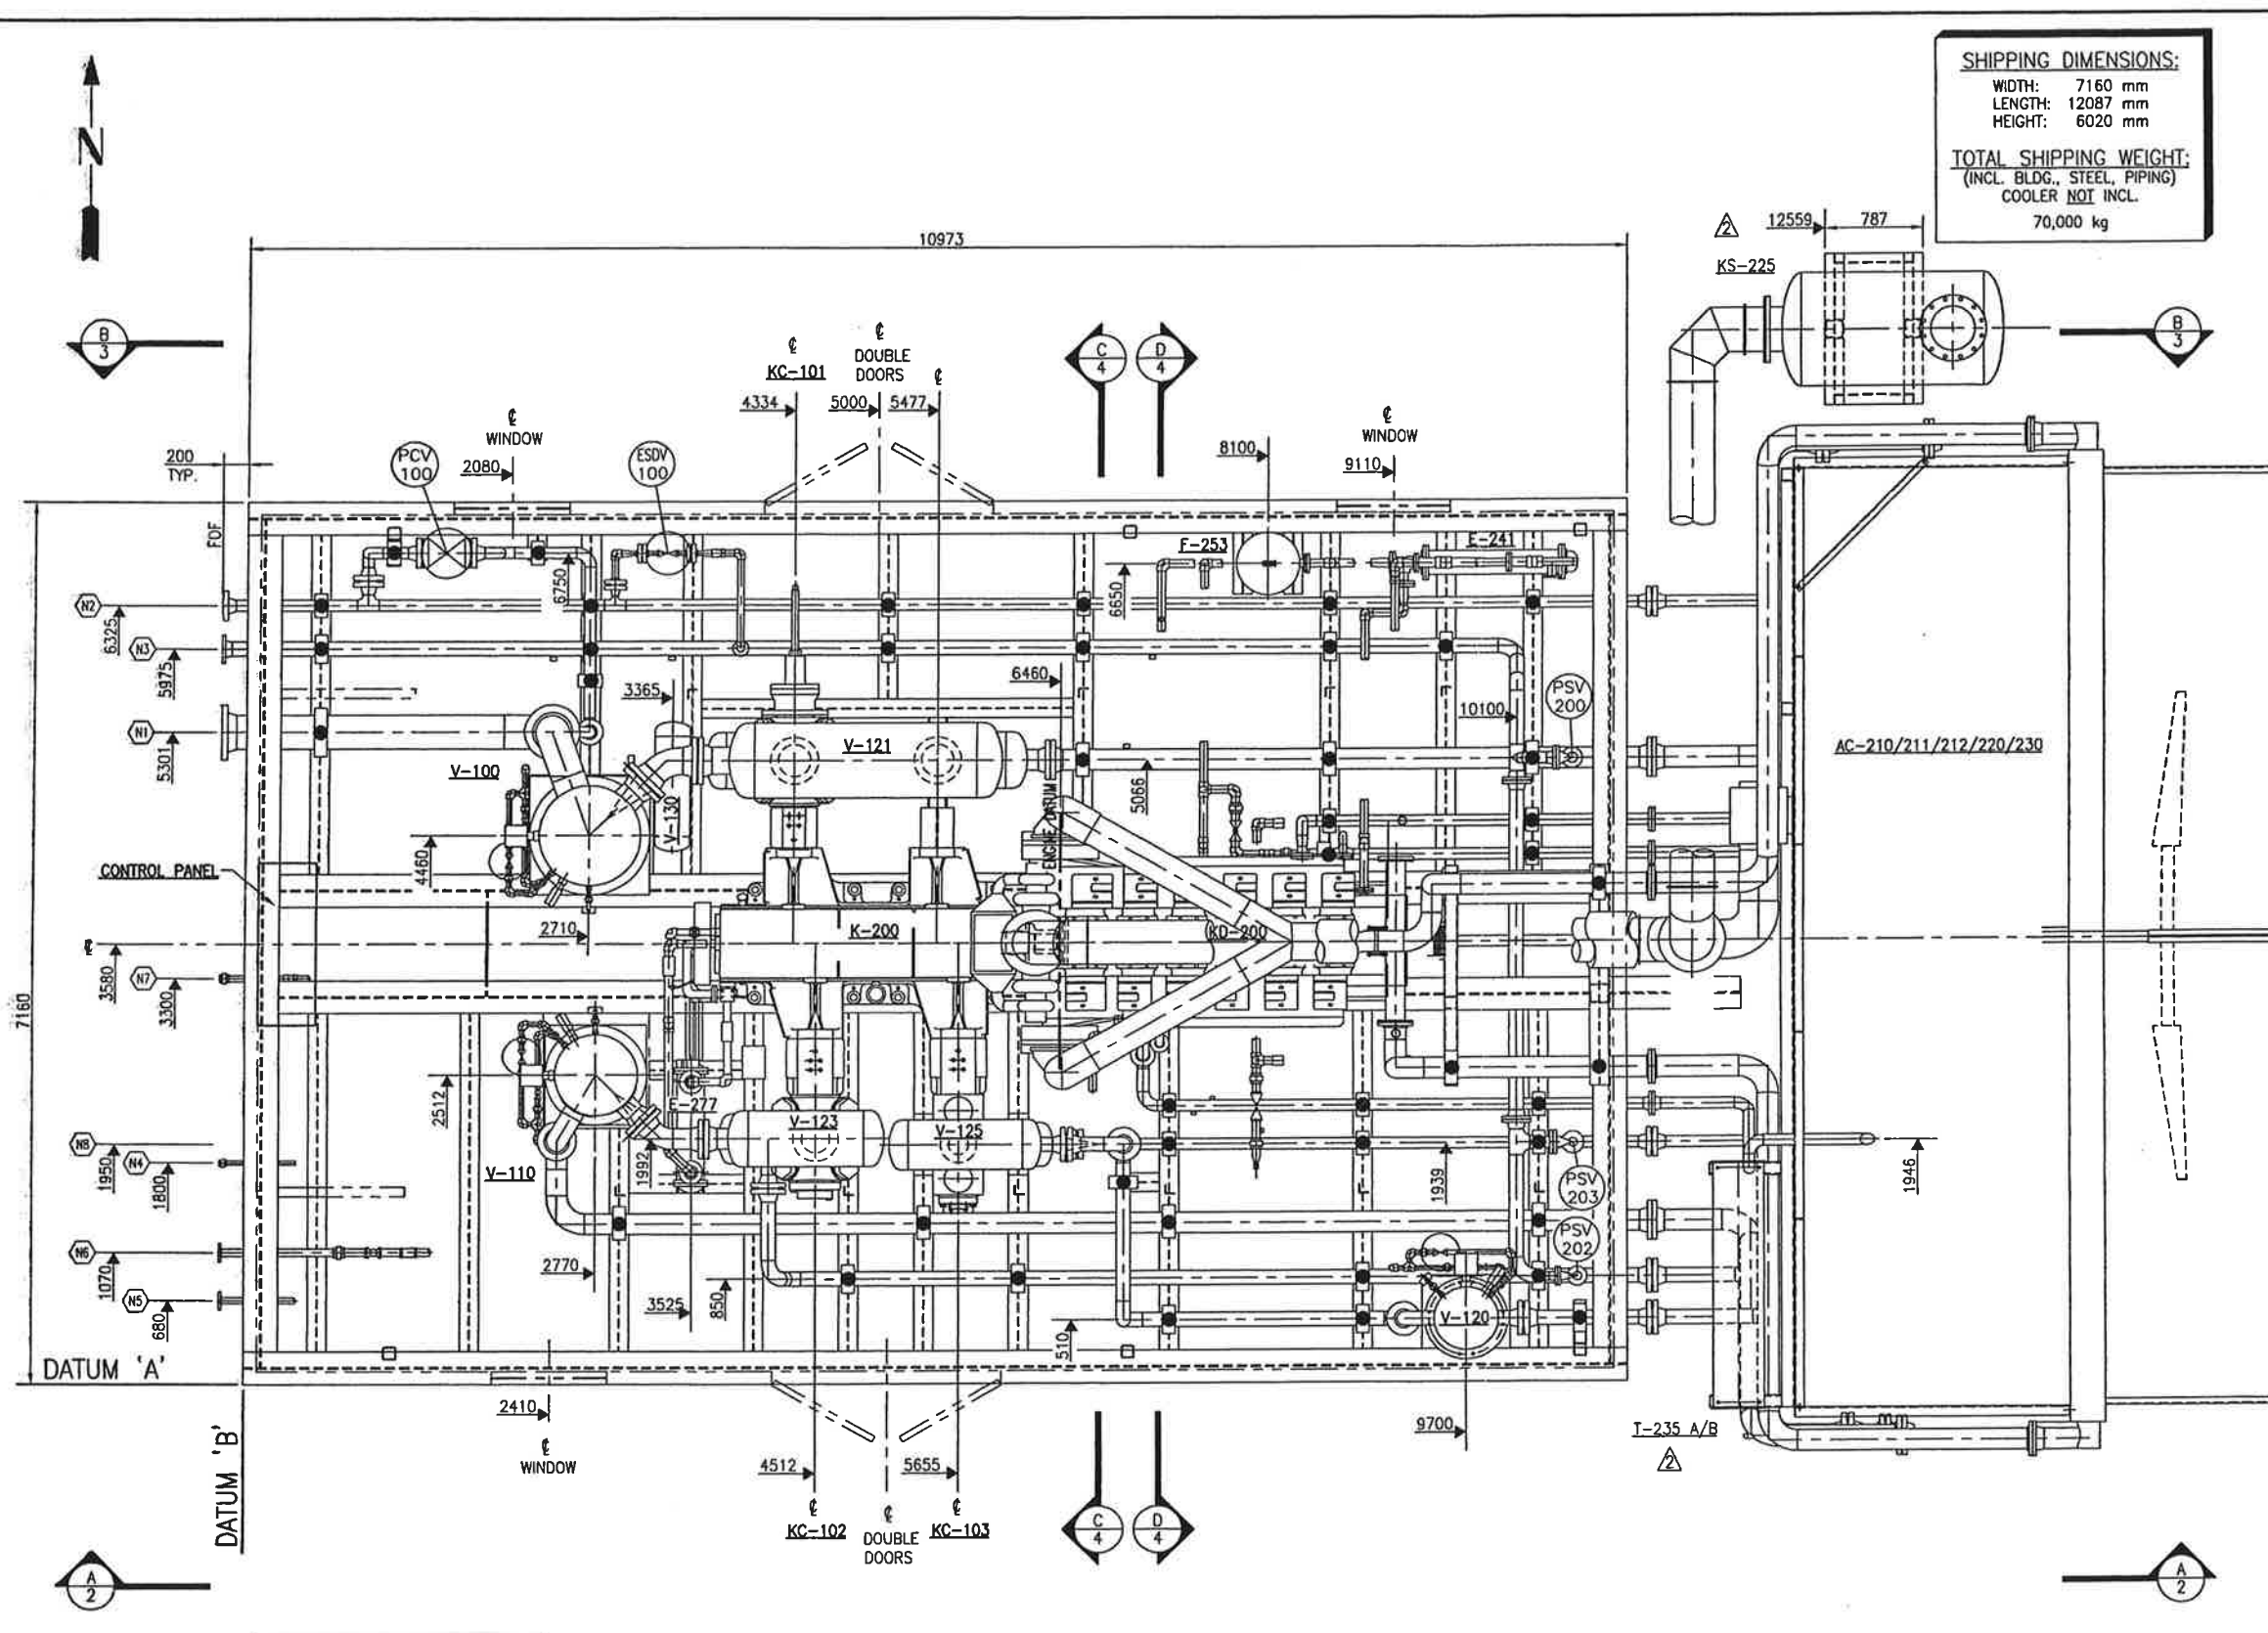 SHIPPING DIMENSIONS:
WIDTH: 7160 mm
LENGTH: 12087 mm
HEIGHT: 6020 mm
TOTAL SHIPPING WEIGHT:
(INCL. BLDG., STEEL, PIPING)
COOLER NOT INCL.
70,000 kg
N
2
12559
787
KS-225
10973
B
3
B
3
℄
KC-101
4334
℄
DOUBLE
DOORS
5000
℄
5477
C
4
D
4
℄
WINDOW
2080
PCV
100
ESDV
100
8100
℄
WINDOW
9110
200
TYP.
FOF
F-253
E-241
6750
6650
N2
6325
N3
5975
N1
5301
3365
6460
10100
PSV
200
V-121
V-100
V-130
5066
ENGINE DATUM
AC-210/211/212/220/230
4460
CONTROL PANEL
2710
K-200
KD-200
℄
3580
N7
3300
7160
2512
E-277
V-123
V-125
N8
1950
N4
1800
V-110
1992
1939
1946
PSV
203
PSV
202
N6
1070
N5
680
2770
3525
850
510
V-120
DATUM 'A'
DATUM 'B'
2410
℄
WINDOW
4512
℄
KC-102
℄
DOUBLE
DOORS
5655
℄
KC-103
9700
T-235 A/B
2
C
4
D
4
A
2
A
2